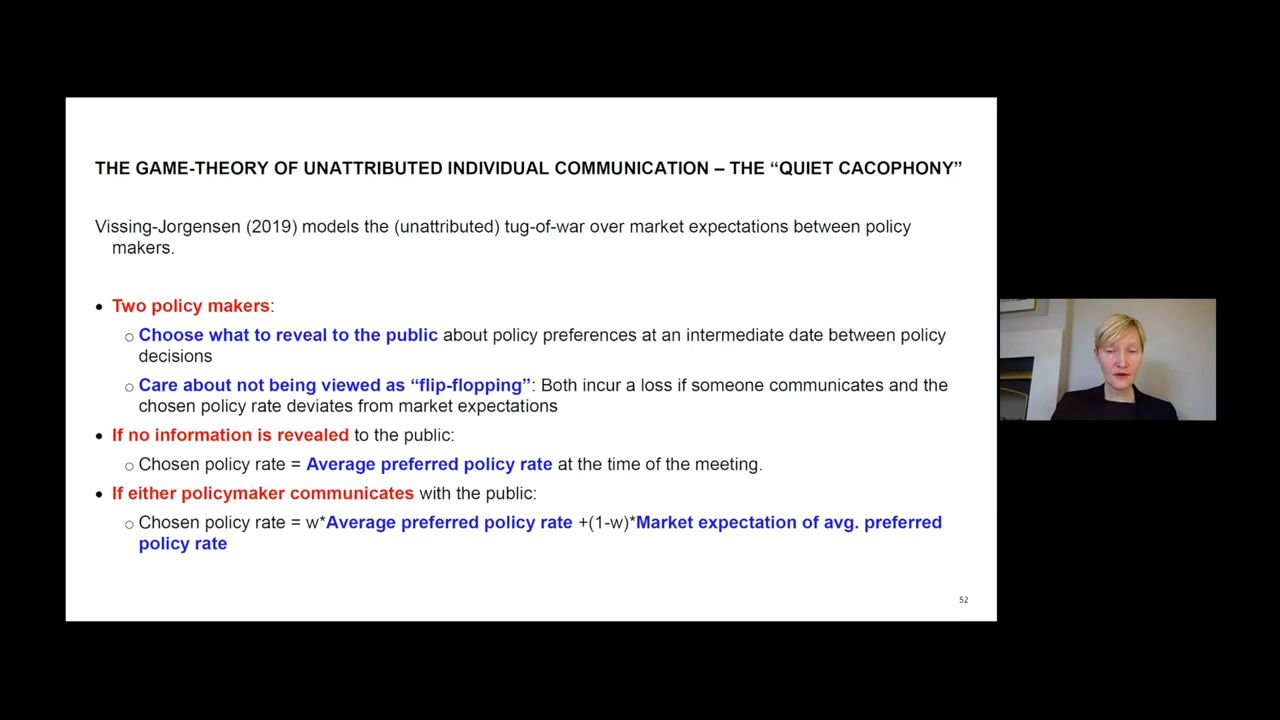 THE GAME-THEORY OF UNATTRIBUTED INDIVIDUAL COMMUNICATION – THE “QUIET CACOPHONY”
Vissing-Jorgensen (2019) models the (unattributed) tug-of-war over market expectations between policy
makers.
• Two policy makers:
○ Choose what to reveal to the public about policy preferences at an intermediate date between policy
decisions
○ Care about not being viewed as “flip-flopping”: Both incur a loss if someone communicates and the
chosen policy rate deviates from market expectations
• If no information is revealed to the public:
○ Chosen policy rate = Average preferred policy rate at the time of the meeting.
• If either policymaker communicates with the public:
○ Chosen policy rate = w*Average preferred policy rate +(1-w)*Market expectation of avg. preferred
policy rate
52